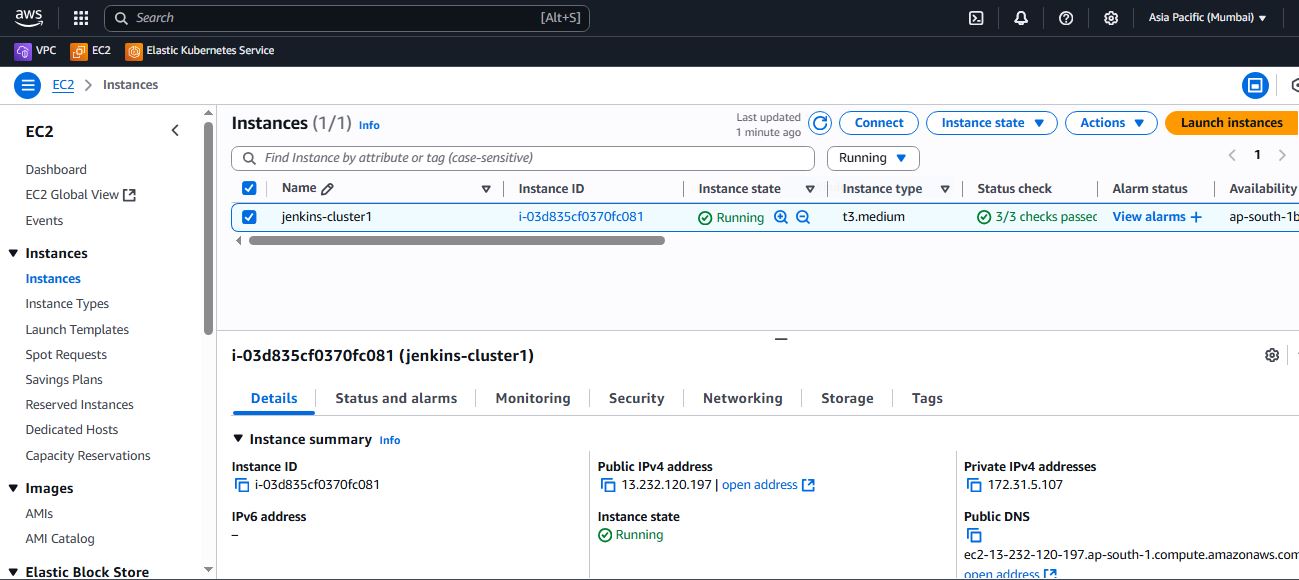 aws
Search [Alt+S]
Asia Pacific (Mumbai)
VPC EC2 Elastic Kubernetes Service
EC2 Instances
EC2
Dashboard
EC2 Global View
Events
Instances
Instances
Instance Types
Launch Templates
Spot Requests
Savings Plans
Reserved Instances
Dedicated Hosts
Capacity Reservations
Images
AMIs
AMI Catalog
Elastic Block Store
Instances (1/1) Info
Last updated
1 minute ago
Connect Instance state Actions Launch instances
Find Instance by attribute or tag (case-sensitive)
Running
1
Name Instance ID Instance state Instance type Status check Alarm status Availability
jenkins-cluster1 i-03d835cf0370fc081 Running t3.medium 3/3 checks passed View alarms + ap-south-1b
i-03d835cf0370fc081 (jenkins-cluster1)
Details Status and alarms Monitoring Security Networking Storage Tags
Instance summary Info
Instance ID
i-03d835cf0370fc081
IPv6 address
–
Public IPv4 address
13.232.120.197 | open address
Instance state
Running
Private IPv4 addresses
172.31.5.107
Public DNS
ec2-13-232-120-197.ap-south-1.compute.amazonaws.com
open address